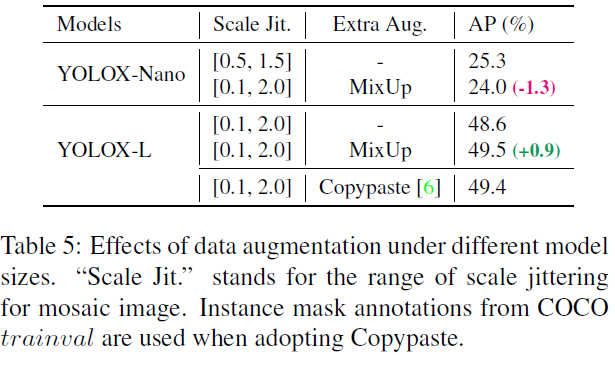 Models Scale Jit. Extra Aug. AP (%)
YOLOX-Nano
[0.5, 1.5] - 25.3
[0.1, 2.0] MixUp 24.0 (-1.3)
YOLOX-L
[0.1, 2.0] - 48.6
[0.1, 2.0] MixUp 49.5 (+0.9)
[0.1, 2.0] Copypaste [6] 49.4
Table 5: Effects of data augmentation under different model
sizes. “Scale Jit.” stands for the range of scale jittering
for mosaic image. Instance mask annotations from COCO
trainval are used when adopting Copypaste.